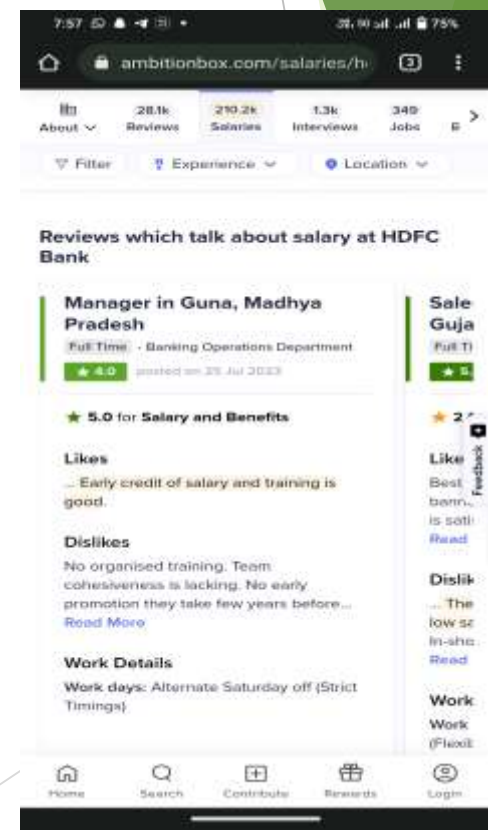 7:57
75%
ambitionbox.com/salaries/h
3
About
28.1k
Reviews
210.2k
Salaries
1.3k
Interviews
349
Jobs
Filter
Experience
Location
Reviews which talk about salary at HDFC
Bank
Manager in Guna, Madhya
Pradesh
Full Time · Banking Operations Department
4.0 posted on 25 Jul 2023
5.0 for Salary and Benefits
Likes
... Early credit of salary and training is
good.
Dislikes
No organised training. Team
cohesiveness is lacking. No early
promotion they take few years before...
Read More
Work Details
Work days: Alternate Saturday off (Strict
Timings)
Sale
Guja
Full Ti
5.
2
Like
Best
is sati
Read
Dislik
... The
In-sho
Read
Work
Work
Feedback
Home
Search
Contribute
Rewards
Login